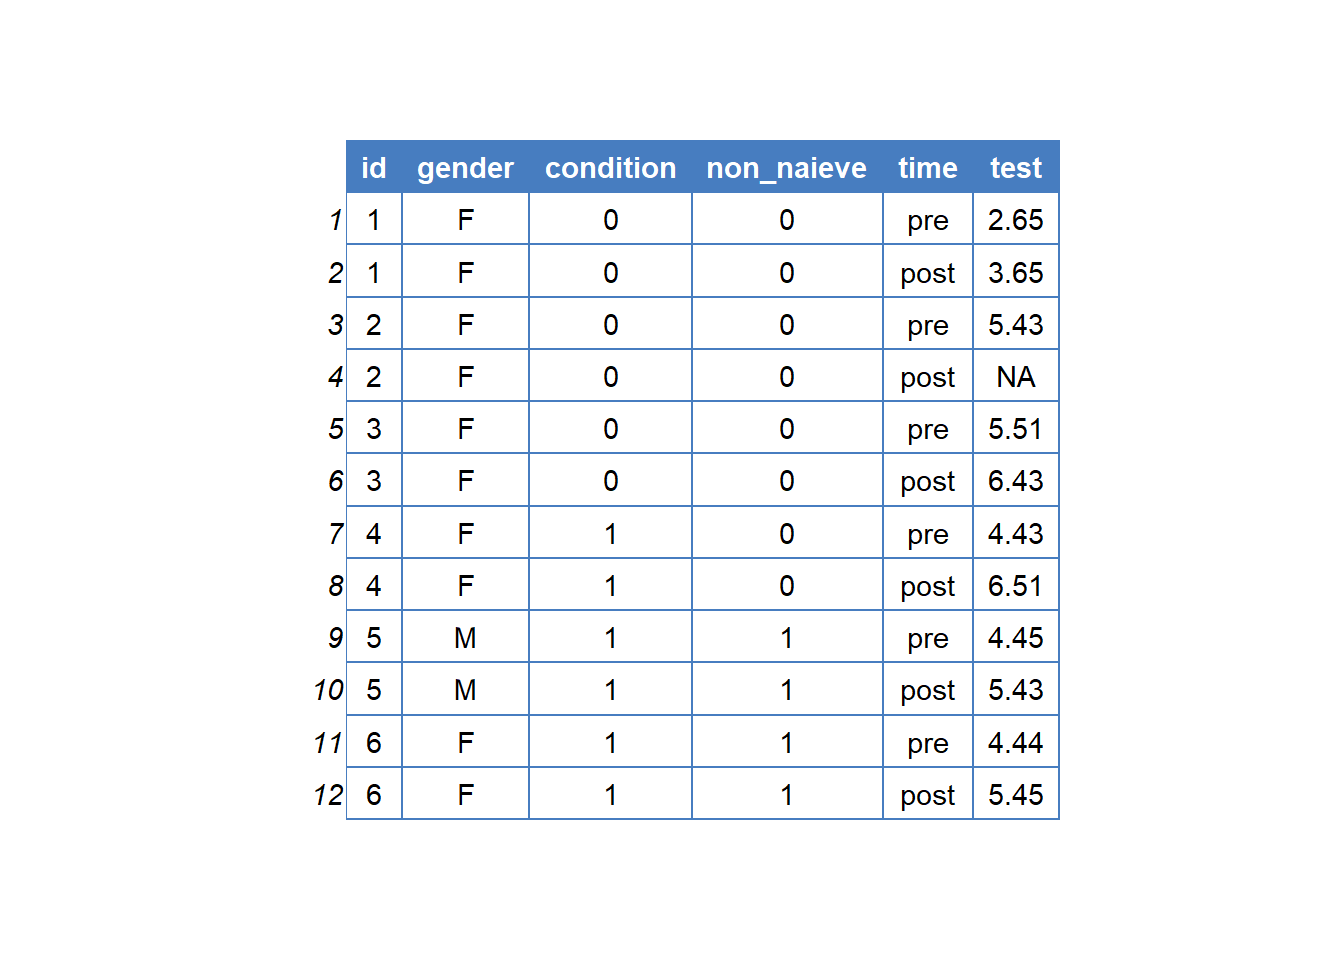 id gender condition non_naieve time test
1 1 F 0 0 pre 2.65
2 1 F 0 0 post 3.65
3 2 F 0 0 pre 5.43
4 2 F 0 0 post NA
5 3 F 0 0 pre 5.51
6 3 F 0 0 post 6.43
7 4 F 1 0 pre 4.43
8 4 F 1 0 post 6.51
9 5 M 1 1 pre 4.45
10 5 M 1 1 post 5.43
11 6 F 1 1 pre 4.44
12 6 F 1 1 post 5.45